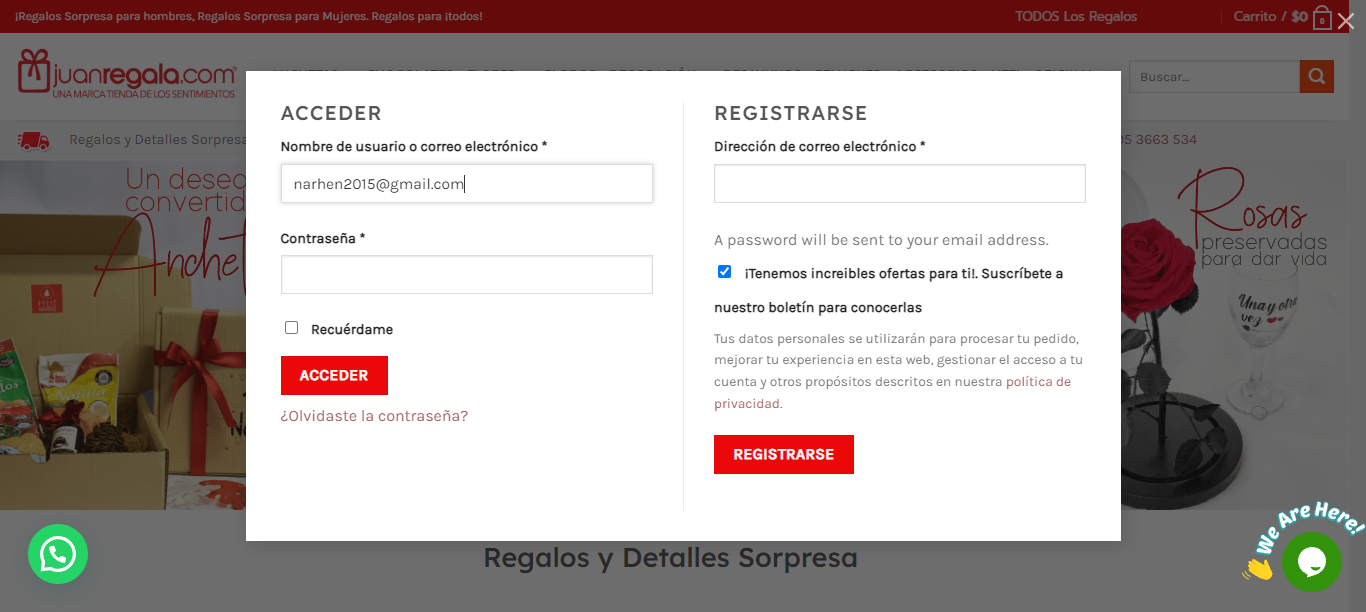 ¡Regalos Sorpresa para hombres, Regalos Sorpresa para Mujeres. Regalos para ¡todos!
TODOS Los Regalos
Carrito / $0
0
juanregala.com
UNA MARCA TIENDA DE LOS SENTIMIENTOS
Buscar...
Regalos y Detalles Sorpresa
3663 534
Un deseo
convertid
Anchet
ACCEDER
Nombre de usuario o correo electrónico *
narhen2015@gmail.com
Contraseña *
Recuérdame
ACCEDER
¿Olvidaste la contraseña?
REGISTRARSE
Dirección de correo electrónico *
A password will be sent to your email address.
¡Tenemos increibles ofertas para ti!. Suscríbete a
nuestro boletín para conocerlas
Tus datos personales se utilizarán para procesar tu pedido,
mejorar tu experiencia en esta web, gestionar el acceso a tu
cuenta y otros propósitos descritos en nuestra política de
privacidad.
REGISTRARSE
Rosas
preservadas
para dar vida
Una y otra
vez
We Are Here!
Regalos y Detalles Sorpresa